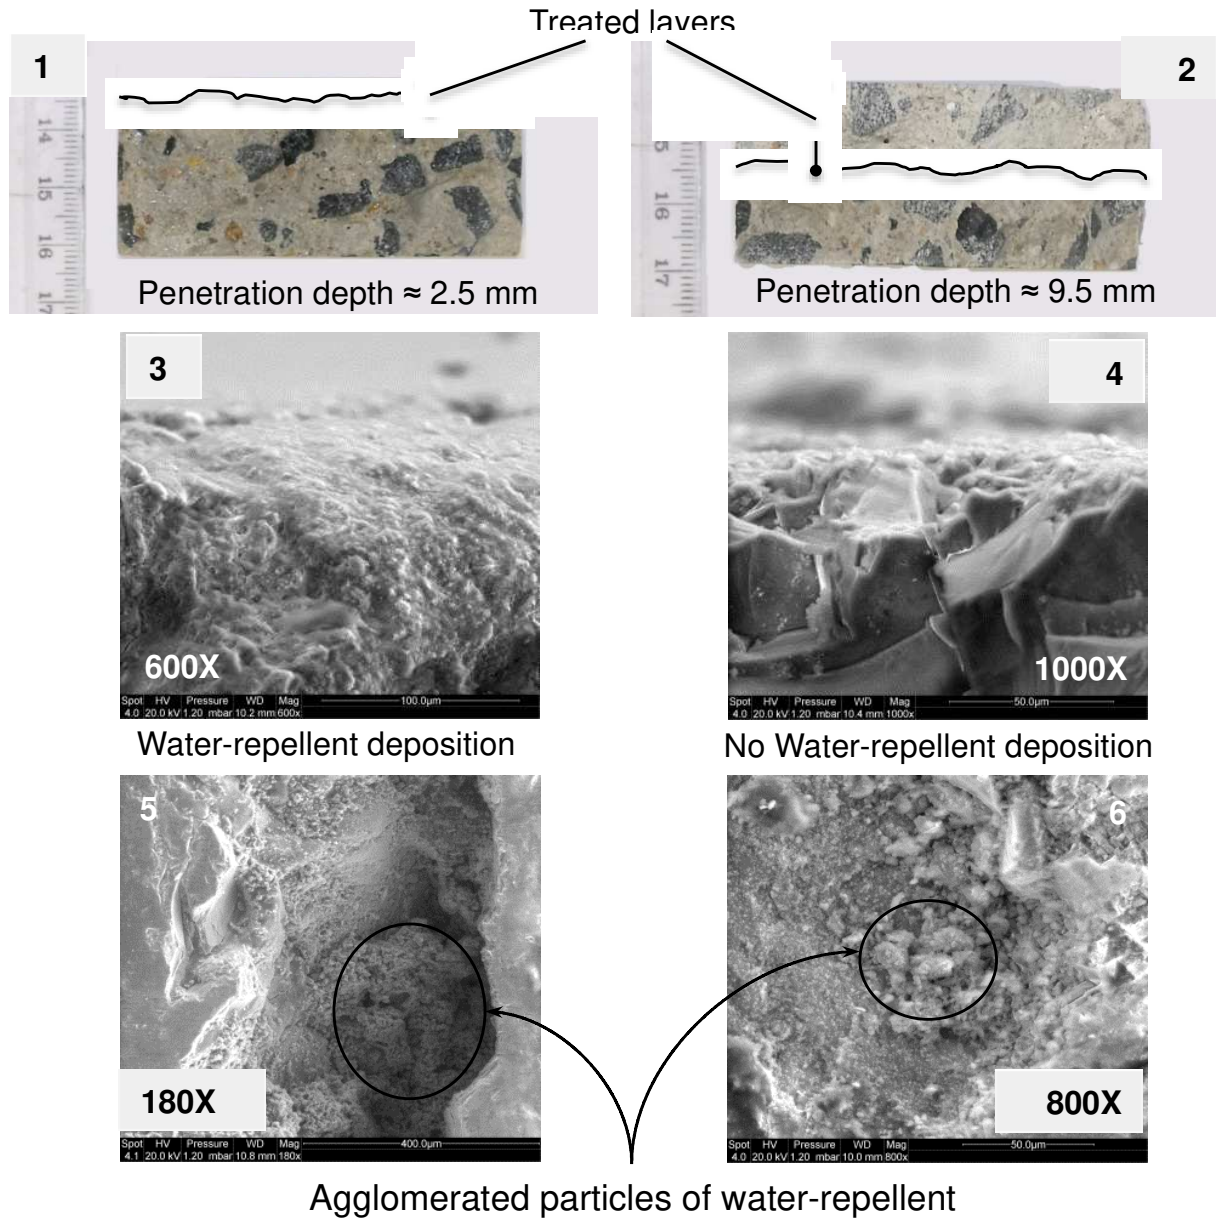 Treated layers
1
2
14
15
16
17
5
16
17
Penetration depth ≈ 2.5 mm
Penetration depth ≈ 9.5 mm
3
4
600X
1000X
Spot HV Pressure WD Mag 100.0µm
4.0 20.0 kV 1.20 mbar 10.2 mm 600x
Spot HV Pressure WD Mag 50.0µm
4.0 20.0 kV 1.20 mbar 10.4 mm 1000x
Water-repellent deposition
No Water-repellent deposition
5
6
180X
800X
Spot HV Pressure WD Mag 400.0µm
4.1 20.0 kV 1.20 mbar 10.8 mm 180x
Spot HV Pressure WD Mag 50.0µm
4.0 20.0 kV 1.20 mbar 10.0 mm 800x
Agglomerated particles of water-repellent